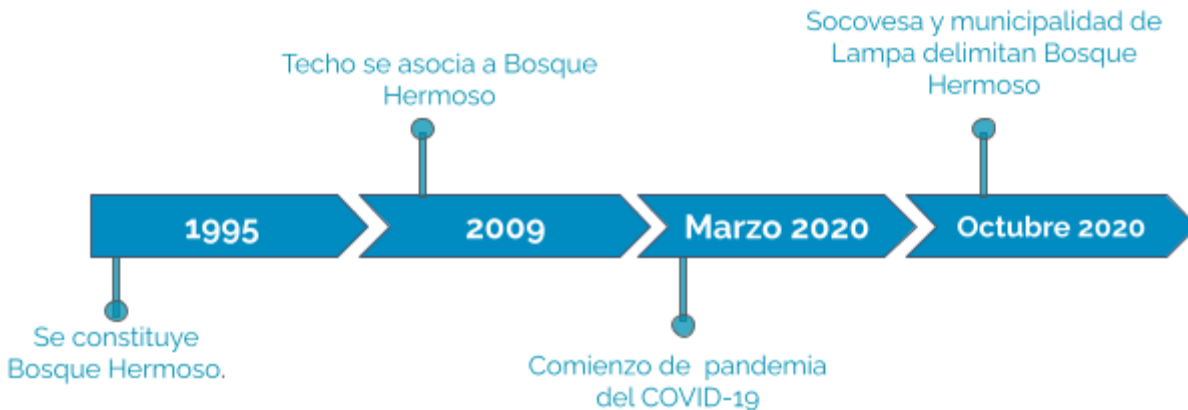 Socovesa y municipalidad de
Lampa delimitan Bosque
Hermoso
Techo se asocia a Bosque
Hermoso
1995
2009
Marzo 2020
Octubre 2020
Se constituye
Bosque Hermoso.
Comienzo de pandemia
del COVID-19